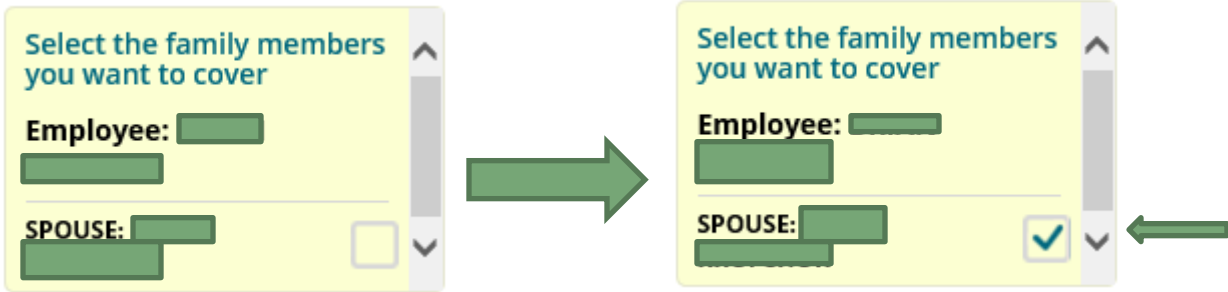 Select the family members
you want to cover
Employee:
SPOUSE:
Select the family members
you want to cover
Employee:
SPOUSE: